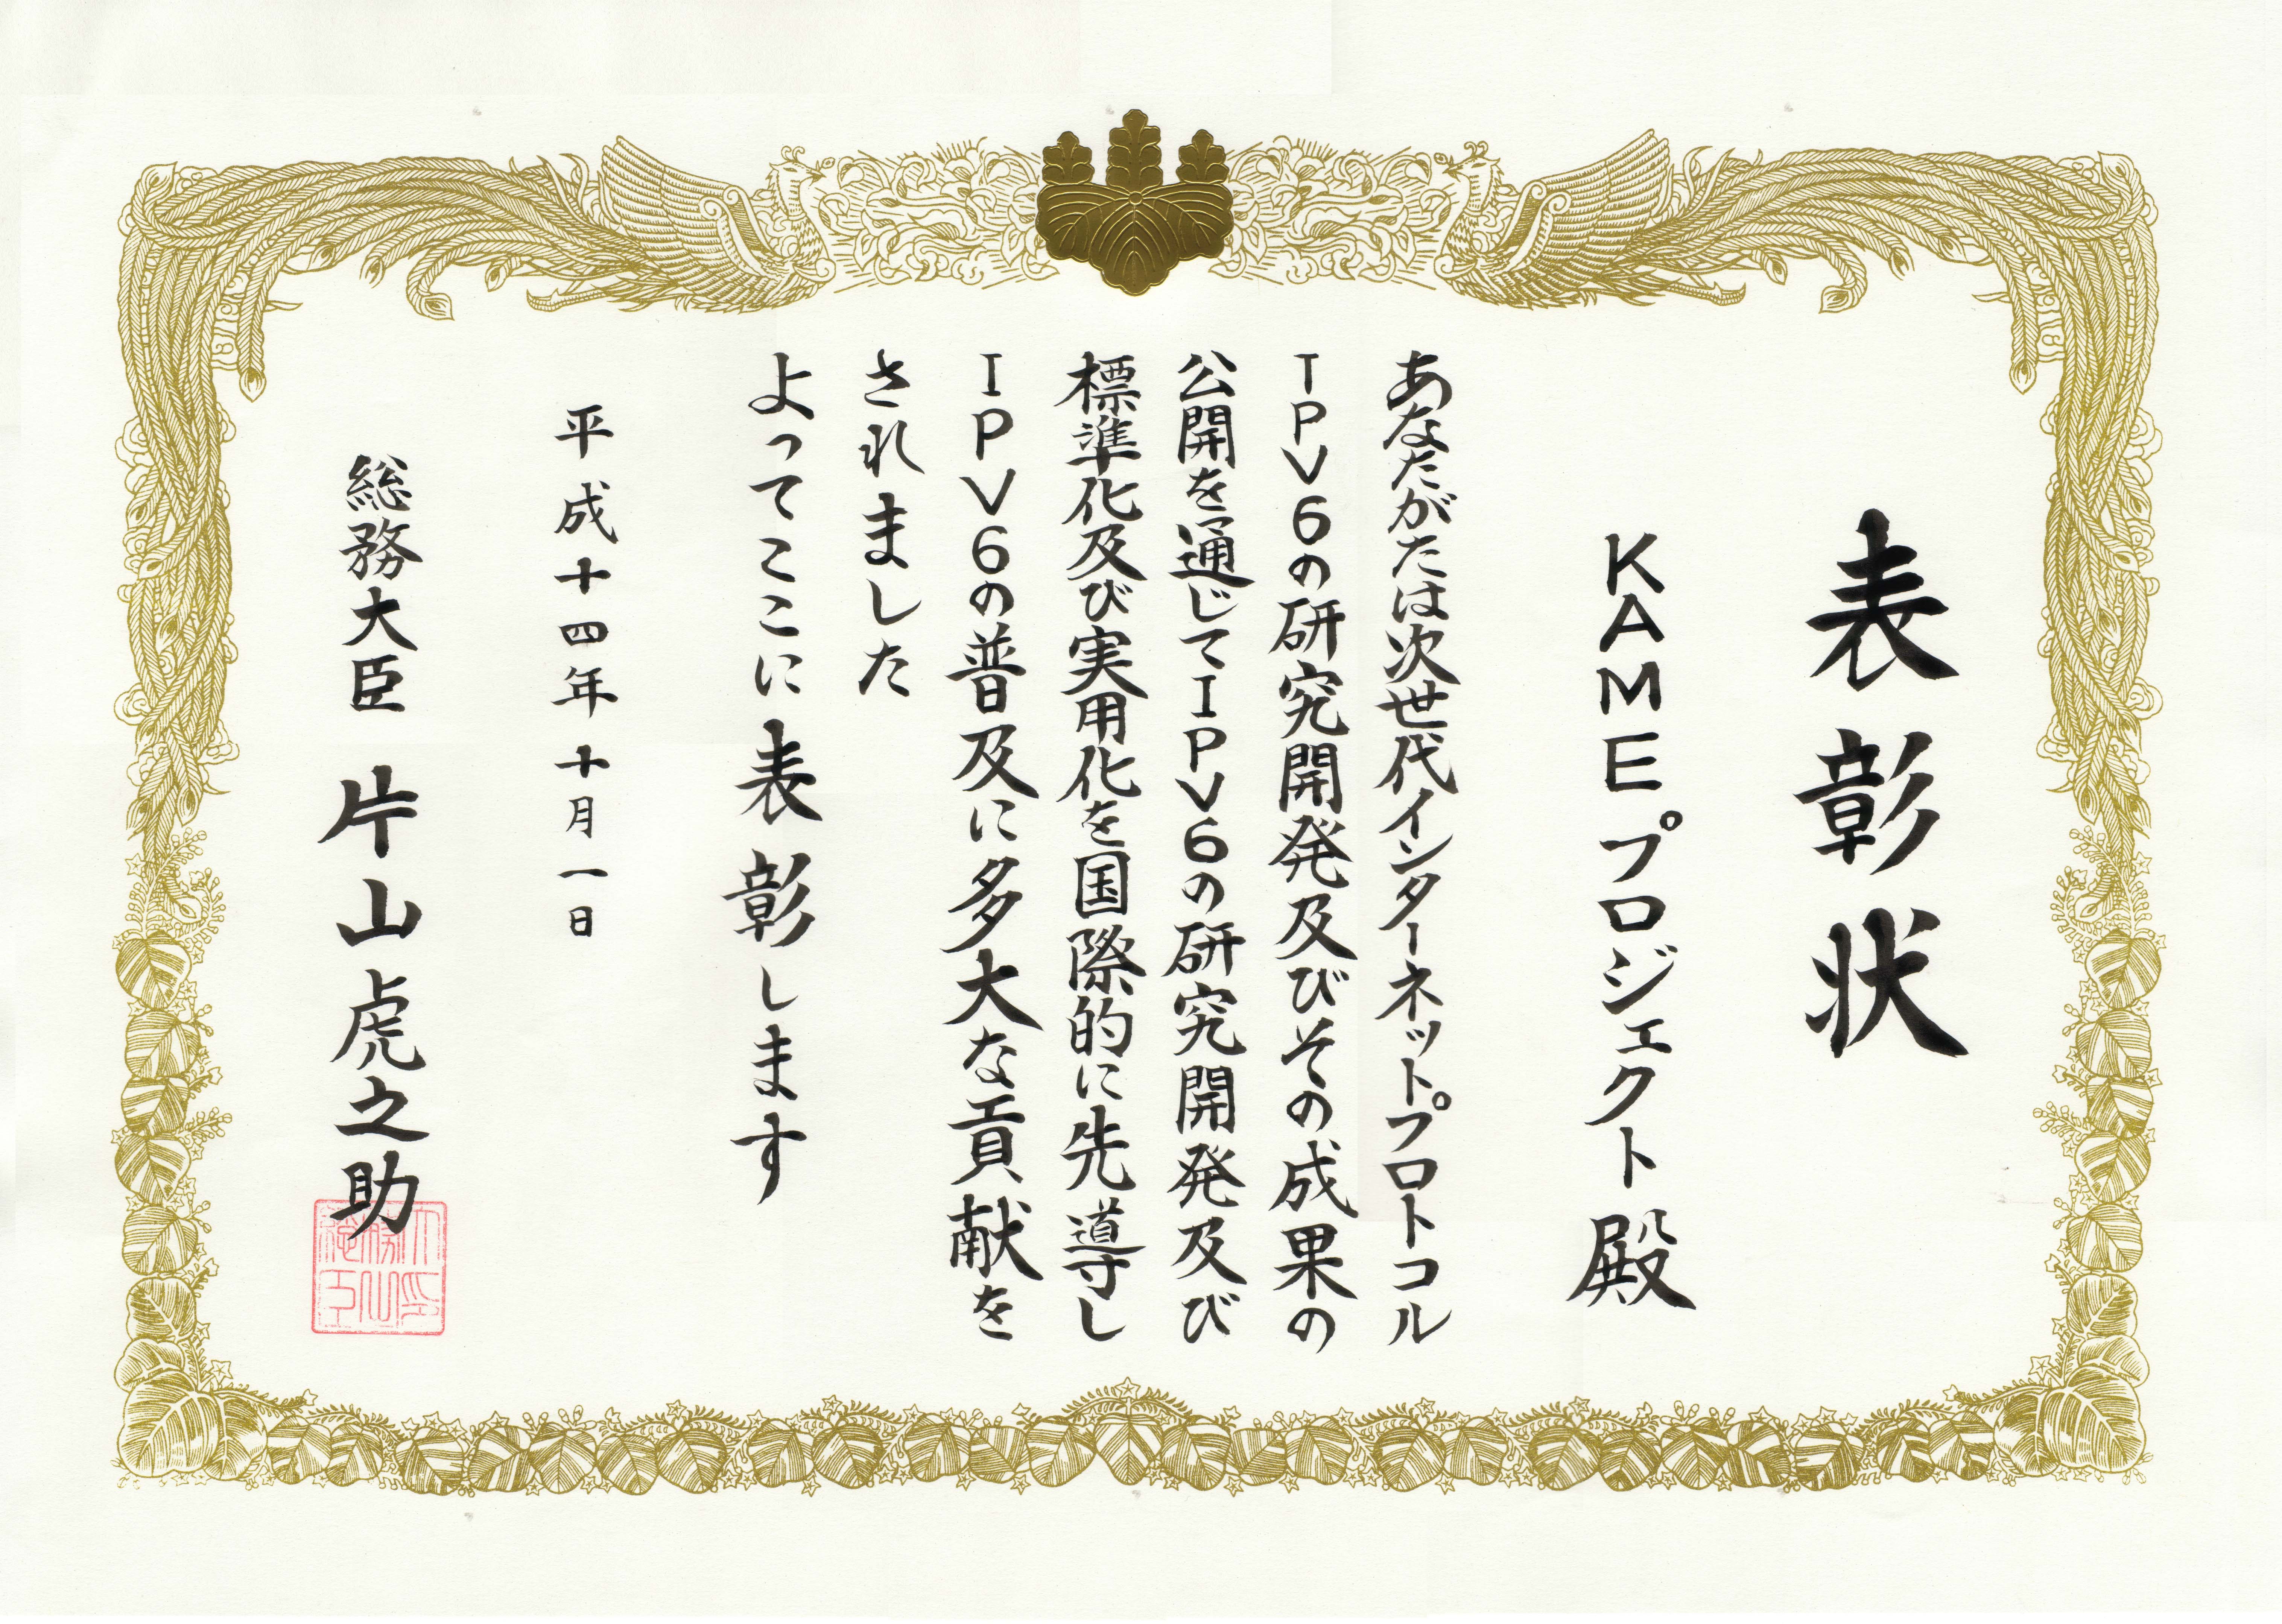 表彰状
KAMEプロジェクト殿
あなたがたは次世代インターネットプロトコル
IPV6の研究開発及びその成果の
公開を通じてIPV6の研究開発及び
標準化及び実用化を国際的に先導し
IPV6の普及に多大な貢献を
されました
よってここに表彰します
平成十四年十月一日
総務大臣 片山虎之助